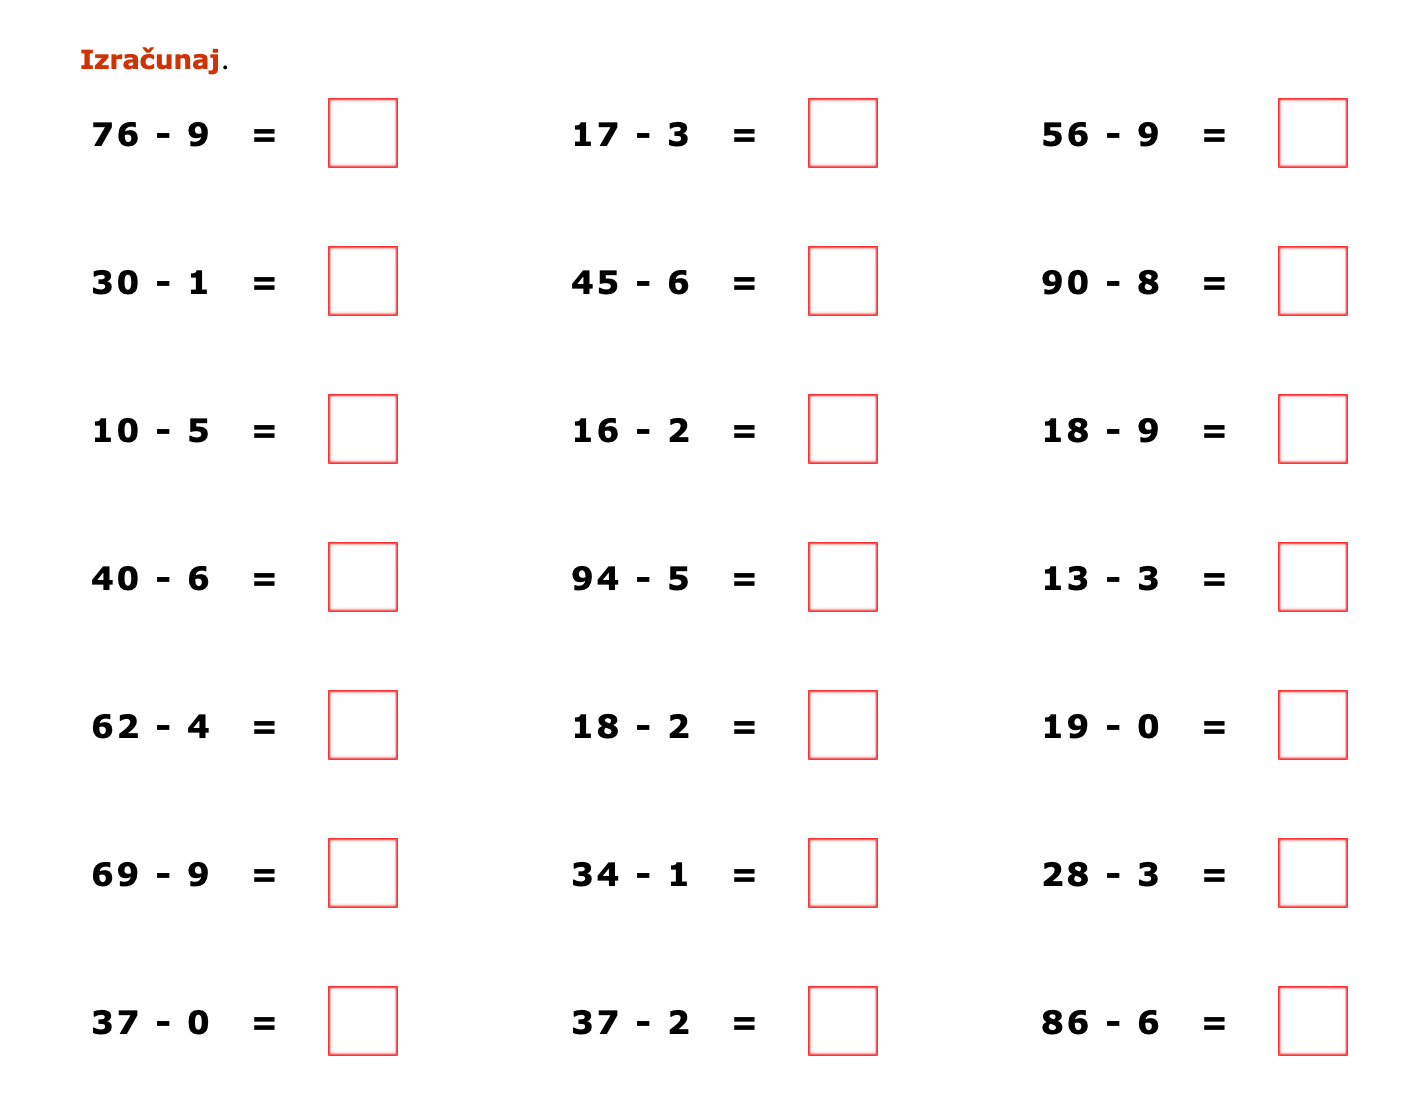 Izračunaj.
76 - 9 = 17 - 3 = 56 - 9 =
30 - 1 = 45 - 6 = 90 - 8 =
10 - 5 = 16 - 2 = 18 - 9 =
40 - 6 = 94 - 5 = 13 - 3 =
62 - 4 = 18 - 2 = 19 - 0 =
69 - 9 = 34 - 1 = 28 - 3 =
37 - 0 = 37 - 2 = 86 - 6 =